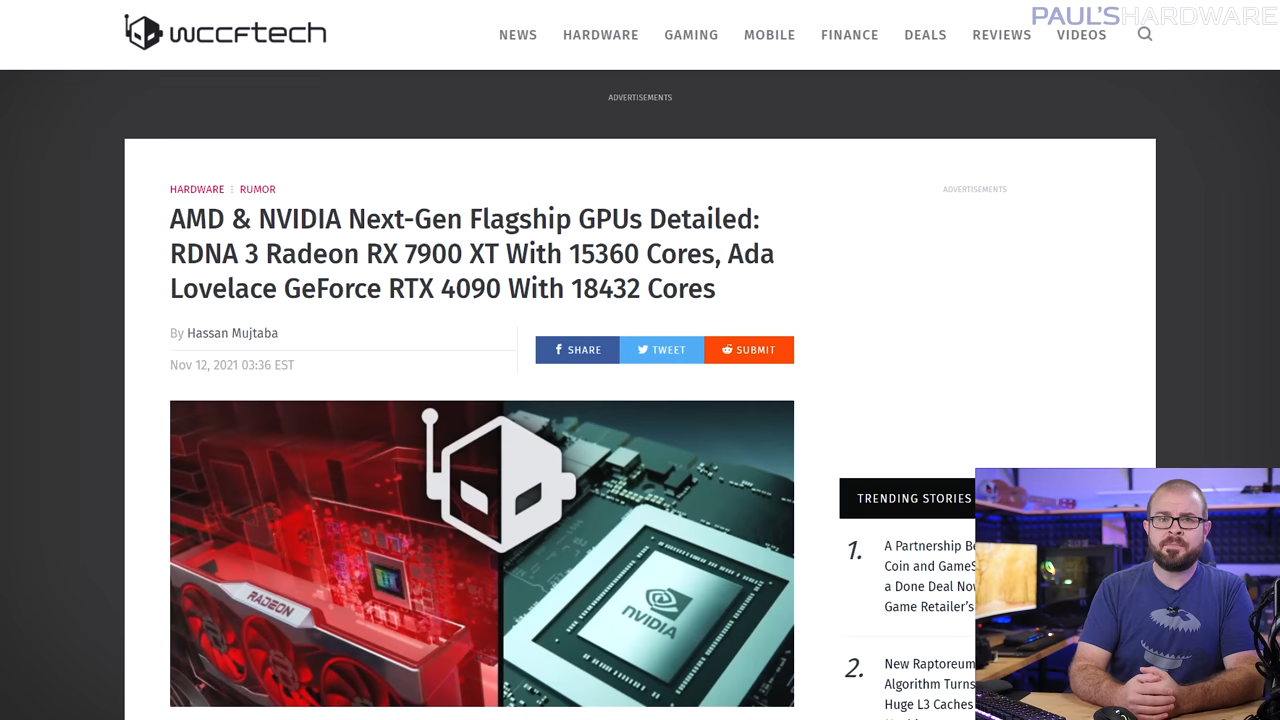 PAUL'SHARDWARE
wccftech
NEWS HARDWARE GAMING MOBILE FINANCE DEALS REVIEWS VIDEOS
ADVERTISEMENTS
HARDWARE RUMOR
ADVERTISEMENTS
AMD & NVIDIA Next-Gen Flagship GPUs Detailed:
RDNA 3 Radeon RX 7900 XT With 15360 Cores, Ada
Lovelace GeForce RTX 4090 With 18432 Cores
By Hassan Mujtaba
SHARE TWEET SUBMIT
Nov 12, 2021 03:36 EST
RADEON
NVIDIA
TRENDING STORIES
1. A Partnership Be
Coin and GameS
a Done Deal Now
Game Retailer's
2. New Raptoreum
Algorithm Turns
Huge L3 Caches